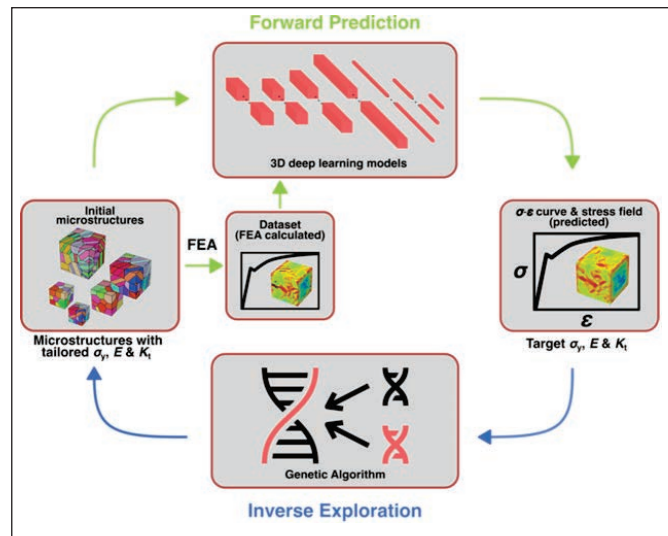 Forward Prediction
3D deep learning models
Initial
microstructures
FEA
Dataset
(FEA calculated)
σ-ε curve & stress field
(predicted)
σ
ε
Microstructures with
tailored σy, E & Kt
Target σy, E & Kt
Genetic Algorithm
Inverse Exploration